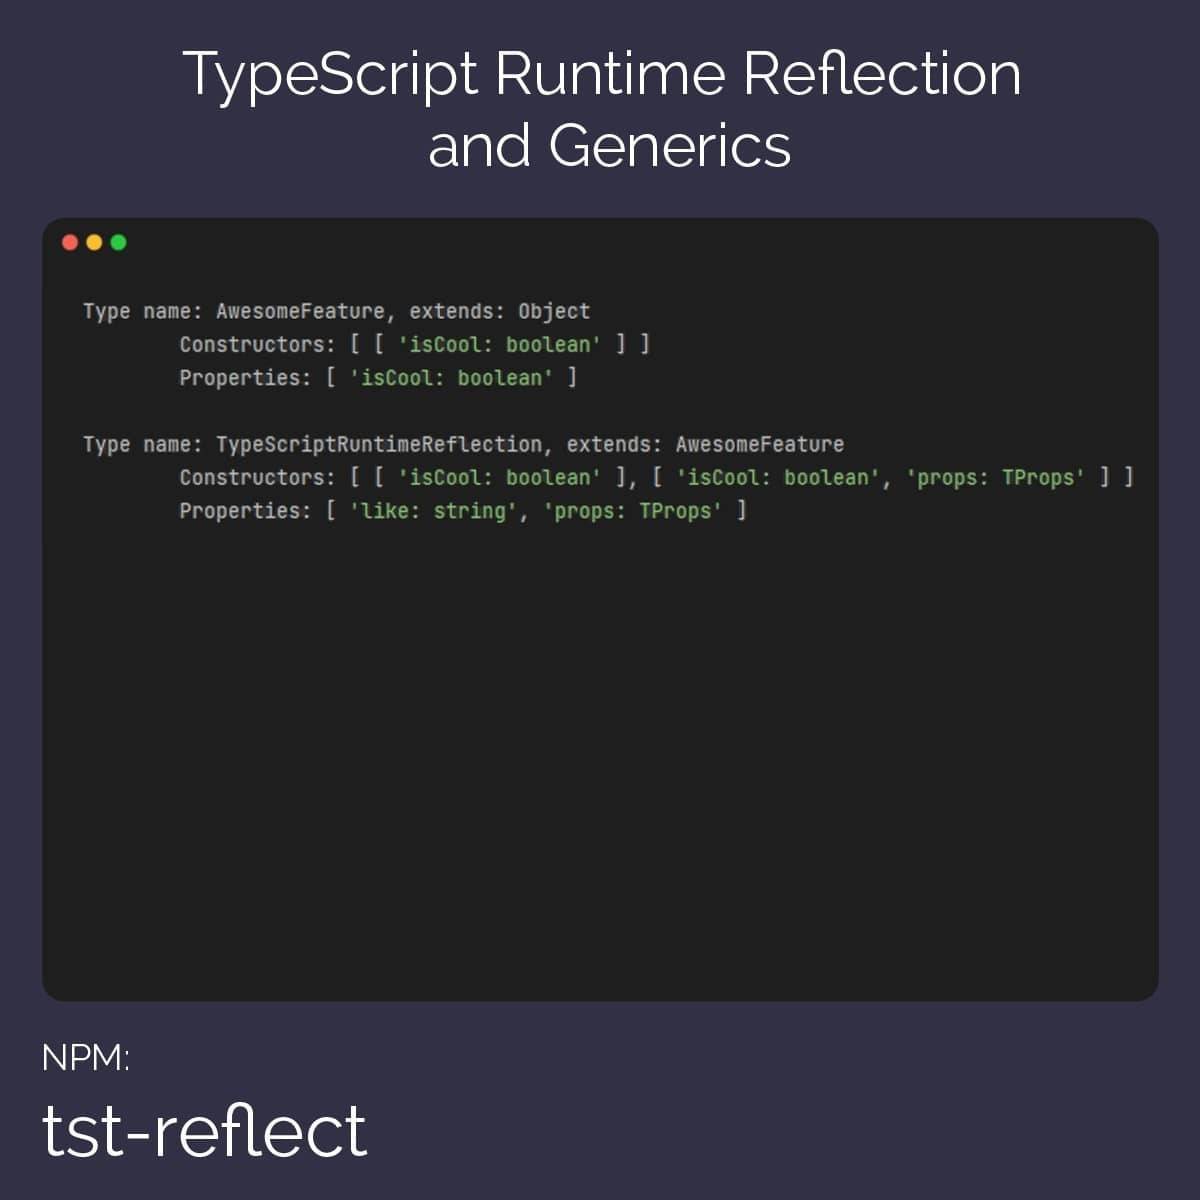 TypeScript Runtime Reflection
and Generics
Type name: AwesomeFeature, extends: Object
Constructors: [ [ 'isCool: boolean' ] ]
Properties: [ 'isCool: boolean' ]
Type name: TypeScriptRuntimeReflection, extends: AwesomeFeature
Constructors: [ [ 'isCool: boolean' ], [ 'isCool: boolean', 'props: TProps' ] ]
Properties: [ 'like: string', 'props: TProps' ]
NPM:
tst-reflect